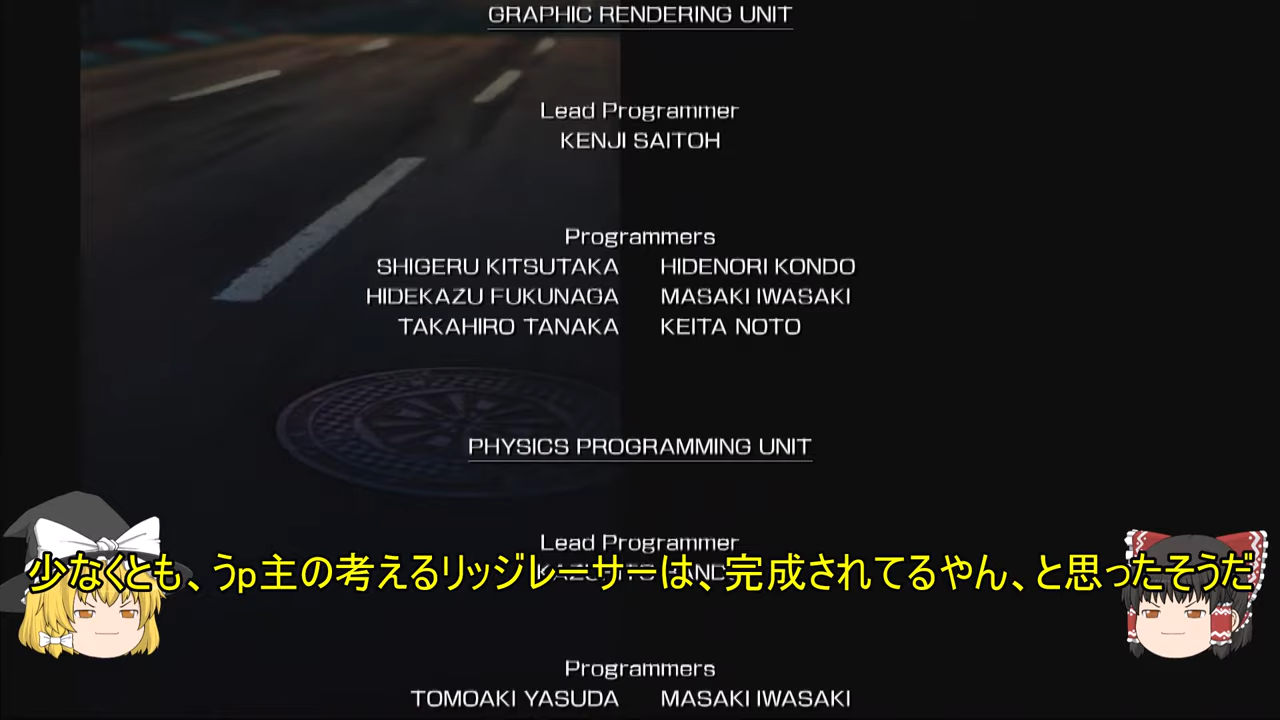 GRAPHIC RENDERING UNIT
Lead Programmer
KENJI SAITOH
Programmers
SHIGERU KITSUTAKA HIDENORI KONDO
HIDEKAZU FUKUNAGA MASAKI IWASAKI
TAKAHIRO TANAKA KEITA NOTO
PHYSICS PROGRAMMING UNIT
Lead Programmer
少なくとも、うp主の考えるリッジレーサーは、完成されてるやん、と思ったそうだ
Programmers
TOMOAKI YASUDA MASAKI IWASAKI